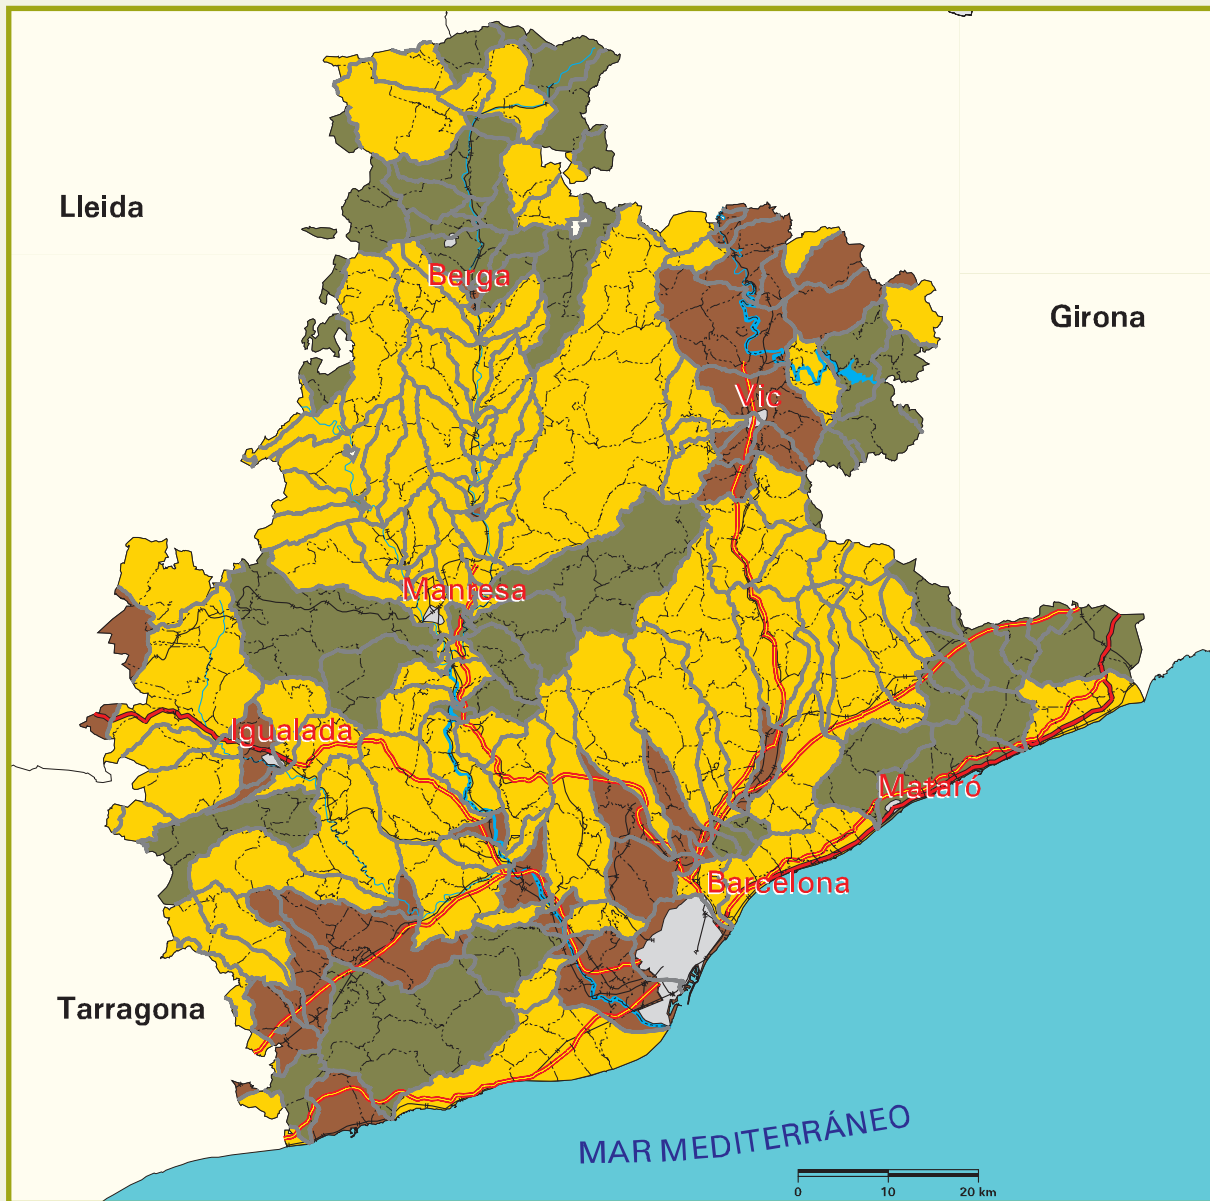 Lleida
Berga
Girona
Vic
Manresa
Igualada
Mataró
Barcelona
Tarragona
MAR MEDITERRÁNEO
0 10 20 km